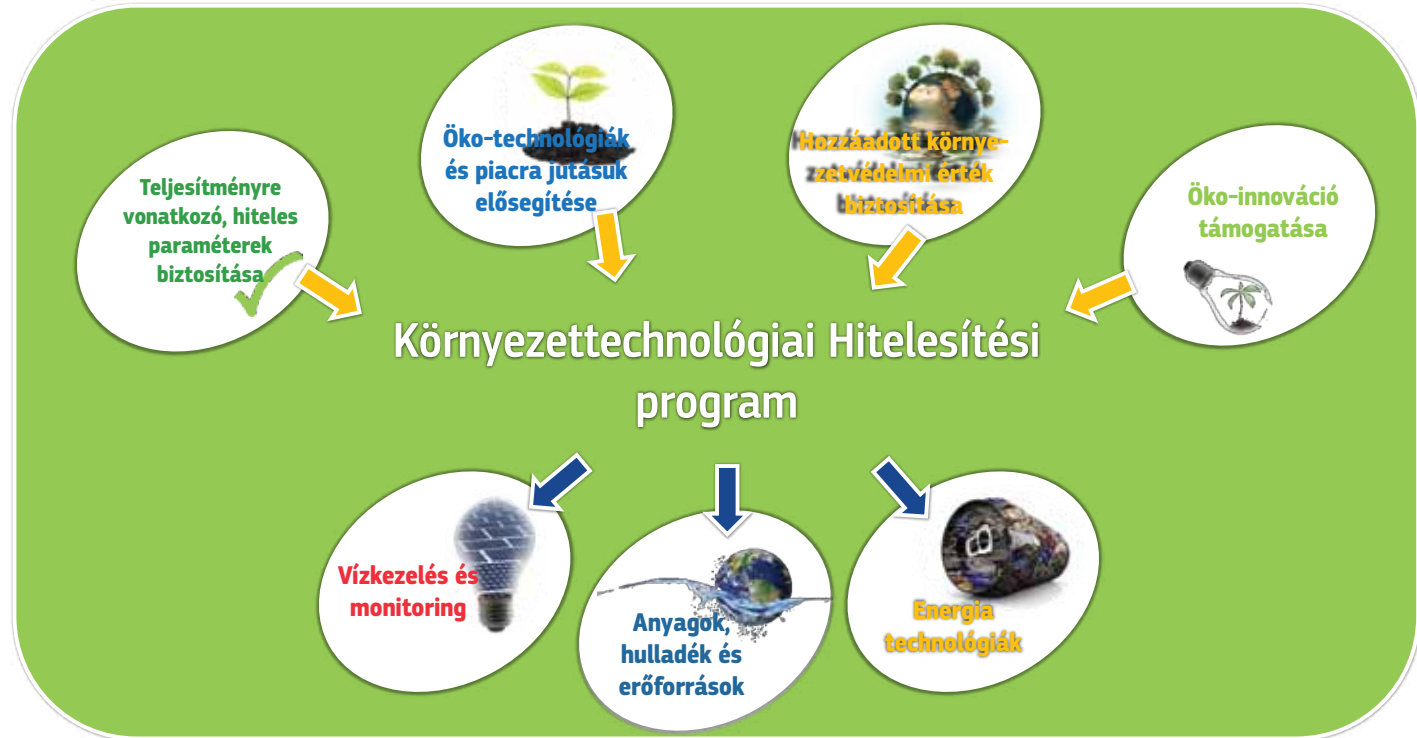 Teljesítményre
vonatkozó, hiteles
paraméterek
biztosítása
Öko-technológiák
és piacra jutásuk
elősegítése
Hozzáadott környe-
zetvédelmi érték
biztosítása
Öko-innováció
támogatása
Környezettechnológiai Hitelesítési
program
Vízkezelés és
monitoring
Anyagok,
hulladék és
erőforrások
Energia
technológiák